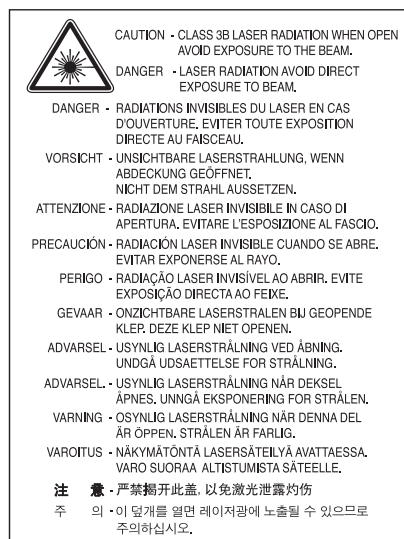 CAUTION - CLASS 3B LASER RADIATION WHEN OPEN
AVOID EXPOSURE TO THE BEAM.
DANGER - LASER RADIATION AVOID DIRECT
EXPOSURE TO BEAM.
DANGER - RADIATIONS INVISIBLES DU LASER EN CAS
D'OUVERTURE. EVITER TOUTE EXPOSITION
DIRECTE AU FAISCEAU.
VORSICHT - UNSICHTBARE LASERSTRAHLUNG, WENN
ABDECKUNG GEÖFFNET.
NICHT DEM STRAHL AUSSETZEN.
ATTENZIONE - RADIAZIONE LASER INVISIBILE IN CASO DI
APERTURA. EVITARE L'ESPOSIZIONE AL FASCIO.
PRECAUCIÓN - RADIACIÓN LASER INVISIBLE CUANDO SE ABRE.
EVITAR EXPONERSE AL RAYO.
PERIGO - RADIAÇÃO LASER INVISÍVEL AO ABRIR. EVITE
EXPOSIÇÃO DIRECTA AO FEIXE.
GEVAAR - ONZICHTBARE LASERSTRALEN BIJ GEOPENDE
KLEP. DEZE KLEP NIET OPENEN.
ADVARSEL - USYNLIG LASERSTRÅLNING VED ÅBNING.
UNDGÅ UDSAETTELSE FOR STRÅLNING.
ADVARSEL. - USYNLIG LASERSTRÅLNING NÅR DEKSEL
ÅPNES. UNNGÅ EKSPONERING FOR STRÅLEN.
VARNING - OSYNLIG LASERSTRÅLNING NÄR DENNA DEL
ÄR ÖPPEN. STRÅLEN ÄR FARLIG.
VAROITUS - NÄKYMÄTÖNTÄ LASERSÄTEILYÄ AVATTAESSA.
VARO SUORAA ALTISTUMISTA SÄTEELLE.
注 意 - 严禁揭开此盖, 以免激光泄露灼伤
주 의 - 이 덮개를 열면 레이저광에 노출될 수 있으므로
주의하십시오.